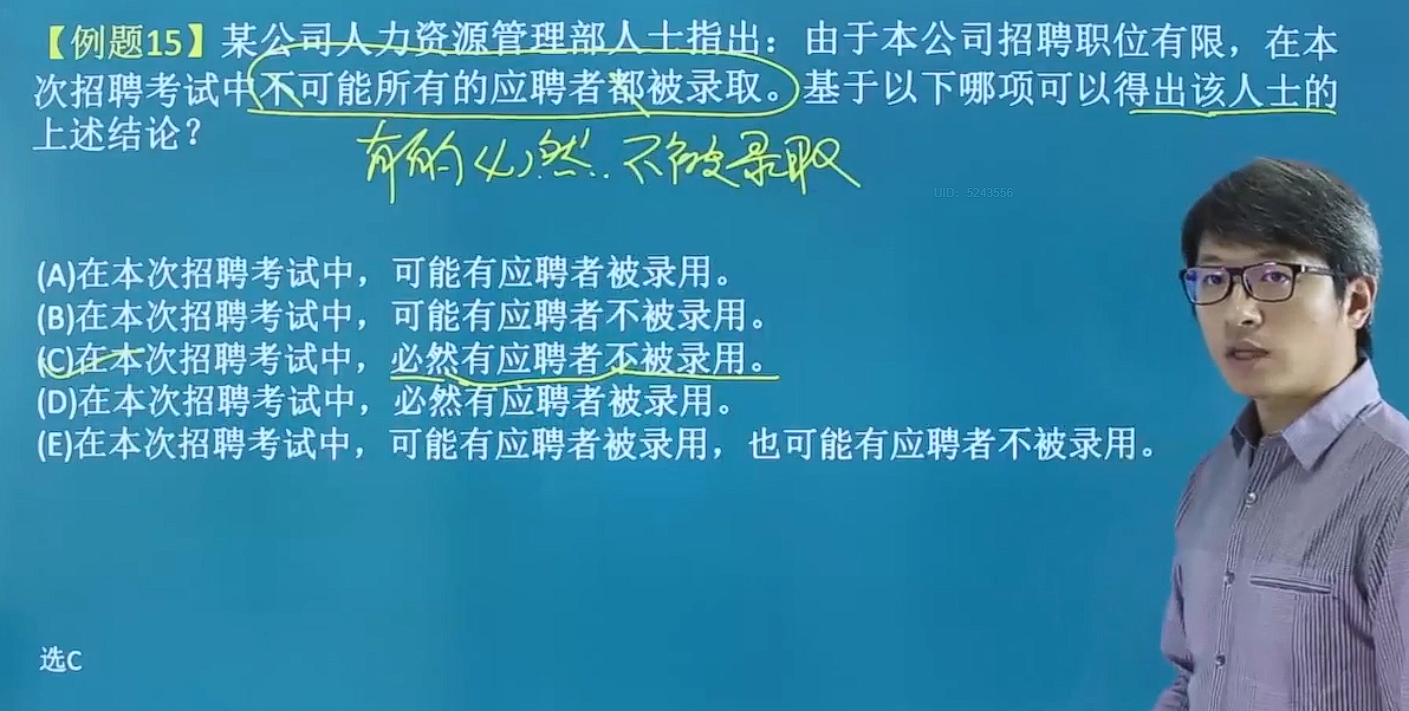 【例题15】某公司人力资源管理部人士指出：由于本公司招聘职位有限，在本
次招聘考试中不可能所有的应聘者都被录取。基于以下哪项可以得出该人士的
上述结论？
有的必然不被录取
UID: 5243556
(A)在本次招聘考试中，可能有应聘者被录用。
(B)在本次招聘考试中，可能有应聘者不被录用。
(C)在本次招聘考试中，必然有应聘者不被录用。
(D)在本次招聘考试中，必然有应聘者被录用。
(E)在本次招聘考试中，可能有应聘者被录用，也可能有应聘者不被录用。
选C